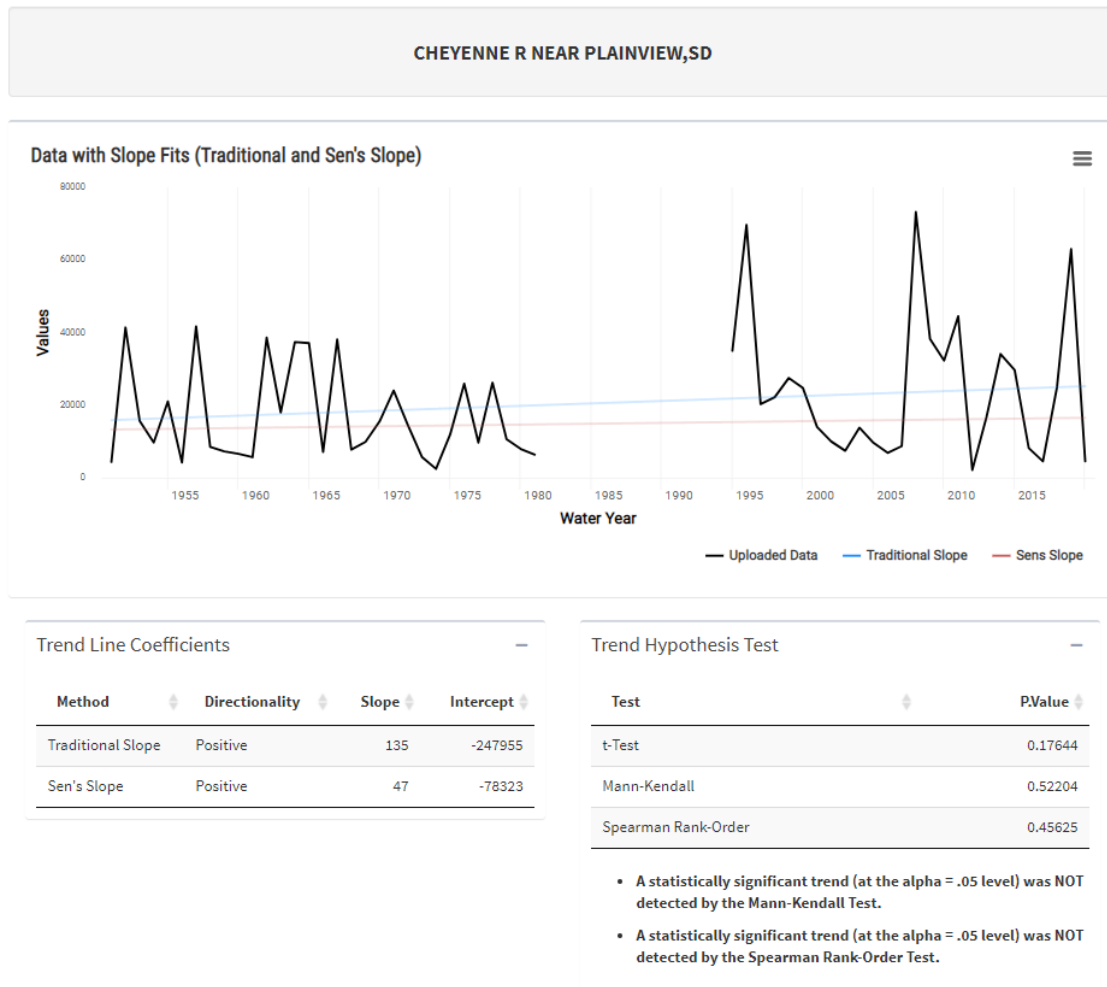 CHEYENNE R NEAR PLAINVIEW,SD
Data with Slope Fits (Traditional and Sen's Slope)
80000
60000
40000
20000
0
Values
1955 1960 1965 1970 1975 1980 1985 1990 1995 2000 2005 2010 2015
Water Year
Uploaded Data Traditional Slope Sens Slope
Trend Line Coefficients
Method Directionality Slope Intercept
Traditional Slope Positive 135 -247955
Sen's Slope Positive 47 -78323
Trend Hypothesis Test
Test P.Value
t-Test 0.17644
Mann-Kendall 0.52204
Spearman Rank-Order 0.45625
• A statistically significant trend (at the alpha = .05 level) was NOT
detected by the Mann-Kendall Test.
• A statistically significant trend (at the alpha = .05 level) was NOT
detected by the Spearman Rank-Order Test.